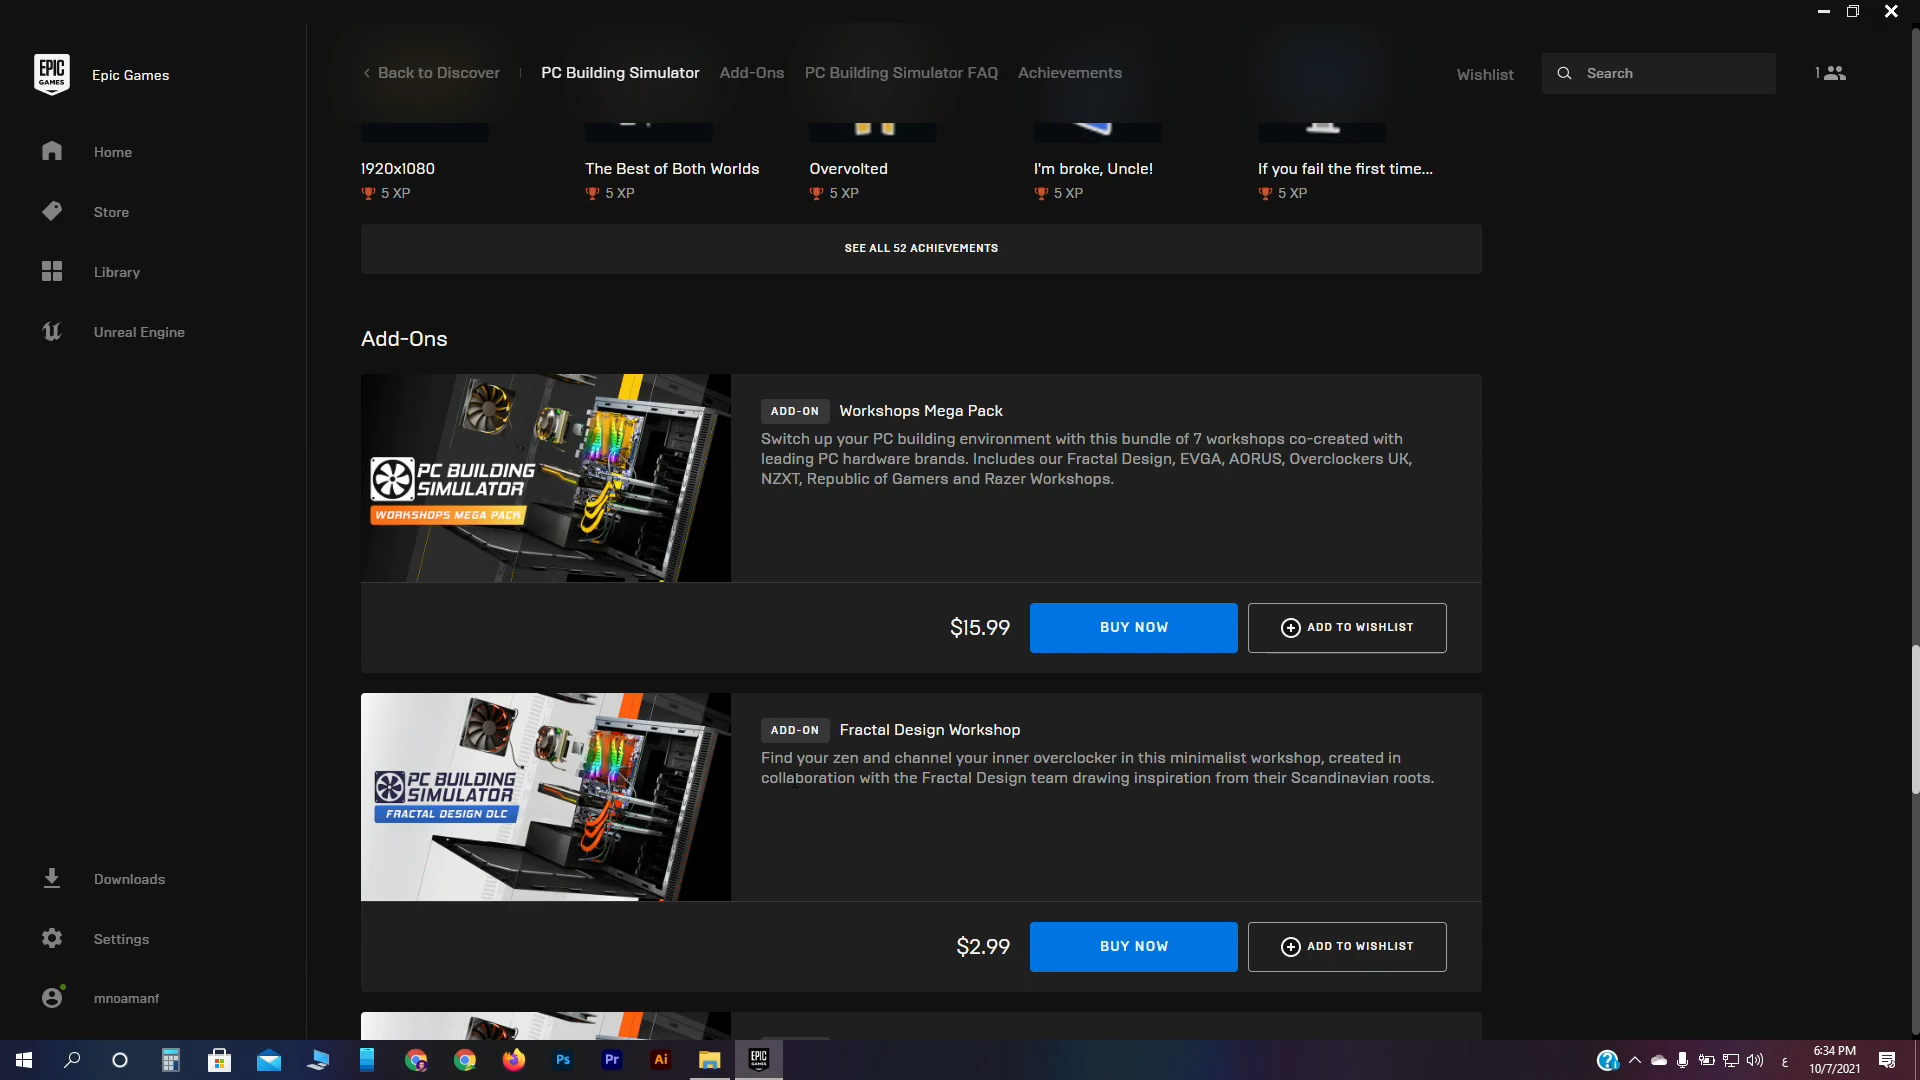 EPIC
GAMES
Epic Games
Home
Store
Library
Unreal Engine
Downloads
Settings
mnoamanf
Back to Discover
PC Building Simulator
Add-Ons
PC Building Simulator FAQ
Achievements
Wishlist
Search
1
1920x1080
5 XP
The Best of Both Worlds
5 XP
Overvolted
5 XP
I'm broke, Uncle!
5 XP
If you fail the first time...
5 XP
SEE ALL 52 ACHIEVEMENTS
Add-Ons
PC BUILDING
SIMULATOR
WORKSHOPS MEGA PACK
ADD-ON Workshops Mega Pack
Switch up your PC building environment with this bundle of 7 workshops co-created with
leading PC hardware brands. Includes our Fractal Design, EVGA, AORUS, Overclockers UK,
NZXT, Republic of Gamers and Razer Workshops.
$15.99
BUY NOW
ADD TO WISHLIST
PC BUILDING
SIMULATOR
FRACTAL DESIGN DLC
ADD-ON Fractal Design Workshop
Find your zen and channel your inner overclocker in this minimalist workshop, created in
collaboration with the Fractal Design team drawing inspiration from their Scandinavian roots.
$2.99
BUY NOW
ADD TO WISHLIST
Ps
Pr
Ai
EPIC
GAMES
ع
6:34 PM
10/7/2021